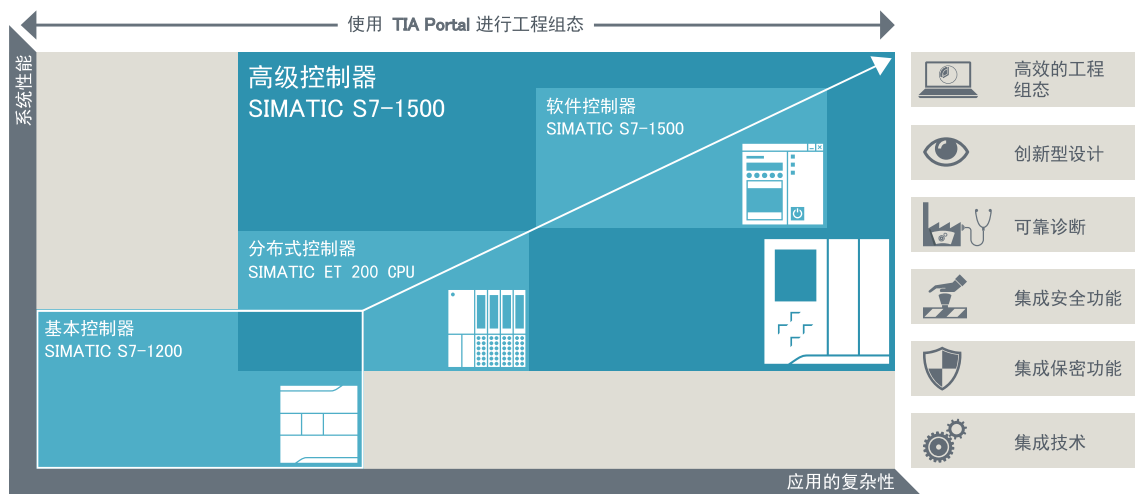 使用 TIA Portal 进行工程组态
系统性能
高级控制器
SIMATIC S7-1500
软件控制器
SIMATIC S7-1500
分布式控制器
SIMATIC ET 200 CPU
基本控制器
SIMATIC S7-1200
应用的复杂性
高效的工程
组态
创新型设计
可靠诊断
集成安全功能
集成保密功能
集成技术